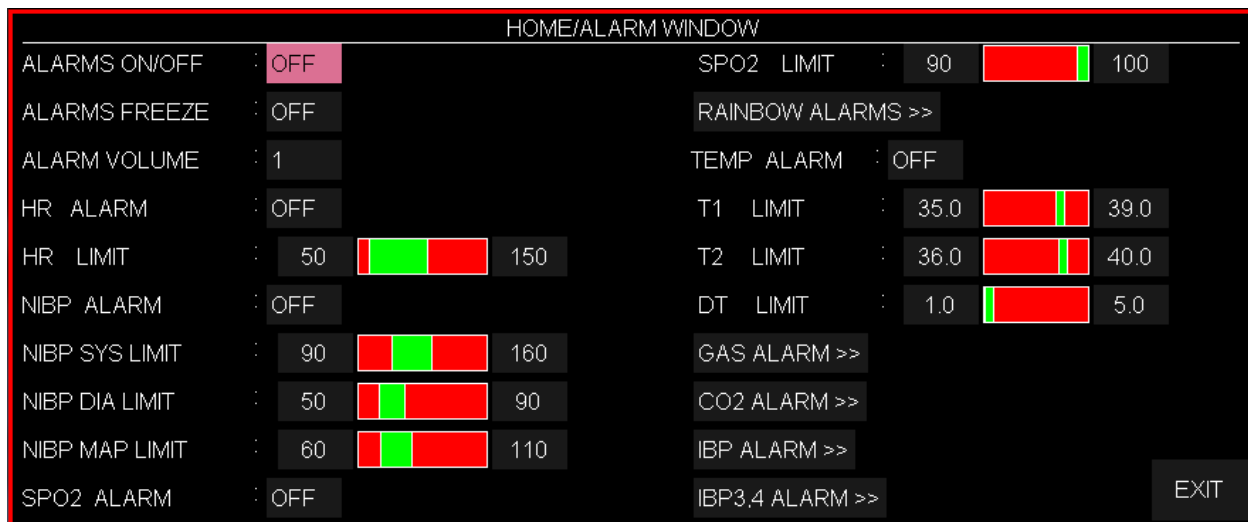 HOME/ALARM WINDOW
ALARMS ON/OFF : OFF
ALARMS FREEZE : OFF
ALARM VOLUME : 1
HR ALARM : OFF
HR LIMIT : 50 150
NIBP ALARM : OFF
NIBP SYS LIMIT : 90 160
NIBP DIA LIMIT : 50 90
NIBP MAP LIMIT : 60 110
SPO2 ALARM : OFF
SPO2 LIMIT : 90 100
RAINBOW ALARMS >>
TEMP ALARM : OFF
T1 LIMIT : 35.0 39.0
T2 LIMIT : 36.0 40.0
DT LIMIT : 1.0 5.0
GAS ALARM >>
CO2 ALARM >>
IBP ALARM >>
IBP3,4 ALARM >>
EXIT